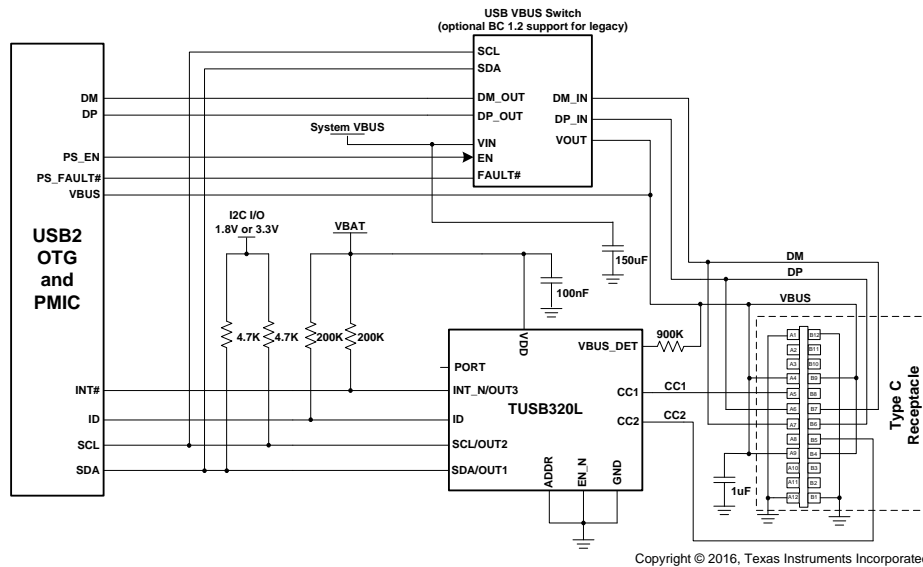 USB VBUS Switch
(optional BC 1.2 support for legacy)
SCL
SDA
DM
DM_OUT
DM_IN
DP
DP_OUT
DP_IN
System VBUS
VIN
VOUT
PS_EN
EN
PS_FAULT#
FAULT#
VBUS
USB2
OTG
and
PMIC
I2C I/O
1.8V or 3.3V
VBAT
150uF
100nF
DM
DP
VBUS
4.7K
4.7K
200K
200K
VDD
VBUS_DET
900K
PORT
INT#
INT_N/OUT3
CC1
CC1
ID
ID
TUSB320L
CC2
CC2
SCL
SCL/OUT2
SDA
SDA/OUT1
ADDR
EN_N
GND
1uF
A1
B12
A2
B11
A3
B10
A4
B9
A5
B8
A6
B7
A7
B6
A8
B5
A9
B4
A10
B3
A11
B2
A12
B1
Type C
Receptacle
Copyright © 2016, Texas Instruments Incorporated